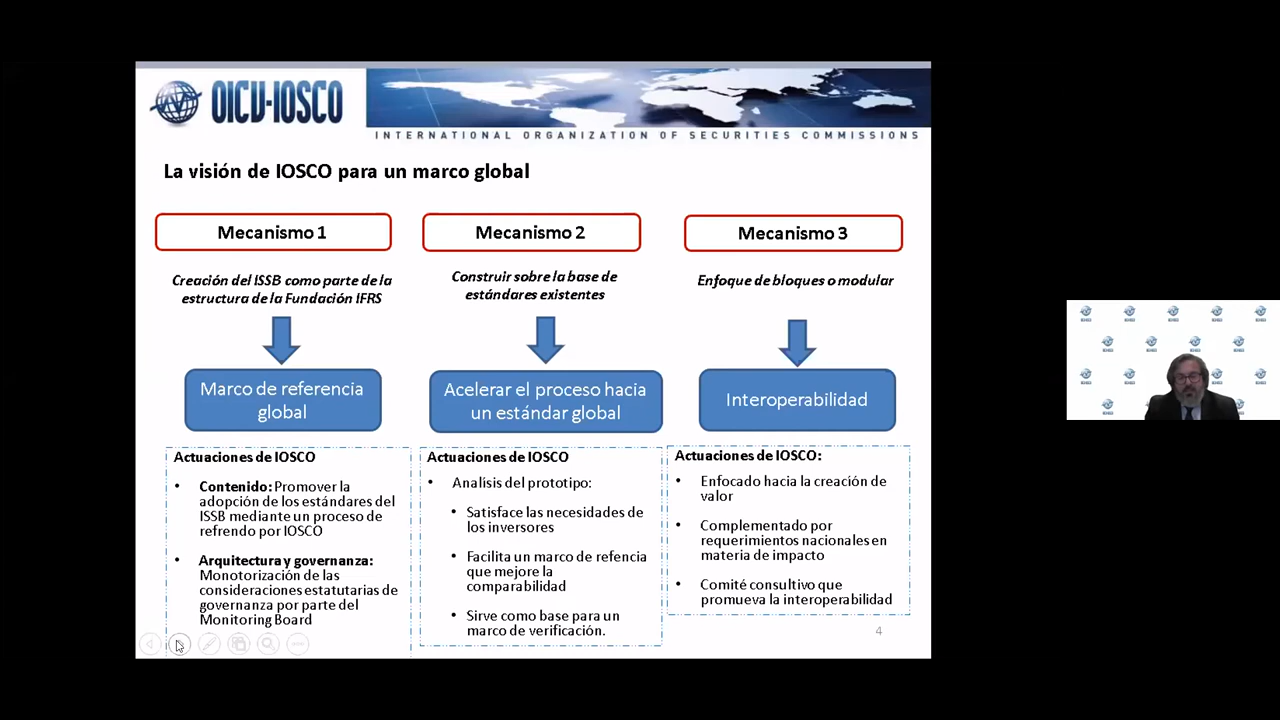 OICU-IOSCO
INTERNATIONAL ORGANIZATION OF SECURITIES COMMISSIONS
La visión de IOSCO para un marco global
Mecanismo 1
Creación del ISSB como parte de la
estructura de la Fundación IFRS
Marco de referencia
global
Actuaciones de IOSCO
• Contenido: Promover la
adopción de los estándares del
ISSB mediante un proceso de
refrendo por IOSCO
• Arquitectura y governanza:
Monotorización de las
consideraciones estatutarias de
governanza por parte del
Monitoring Board
Mecanismo 2
Construir sobre la base de
estándares existentes
Acelerar el proceso hacia
un estándar global
Actuaciones de IOSCO
• Analisis del prototipo:
• Satisface las necesidades de
los inversores
• Facilita un marco de refencia
que mejore la
comparabilidad
• Sirve como base para un
marco de verificación.
Mecanismo 3
Enfoque de bloques o modular
Interoperabilidad
Actuaciones de IOSCO:
• Enfocado hacia la creación de
valor
• Complementado por
requerimientos nacionales en
materia de impacto
• Comité consultivo que
promueva la interoperabilidad
4